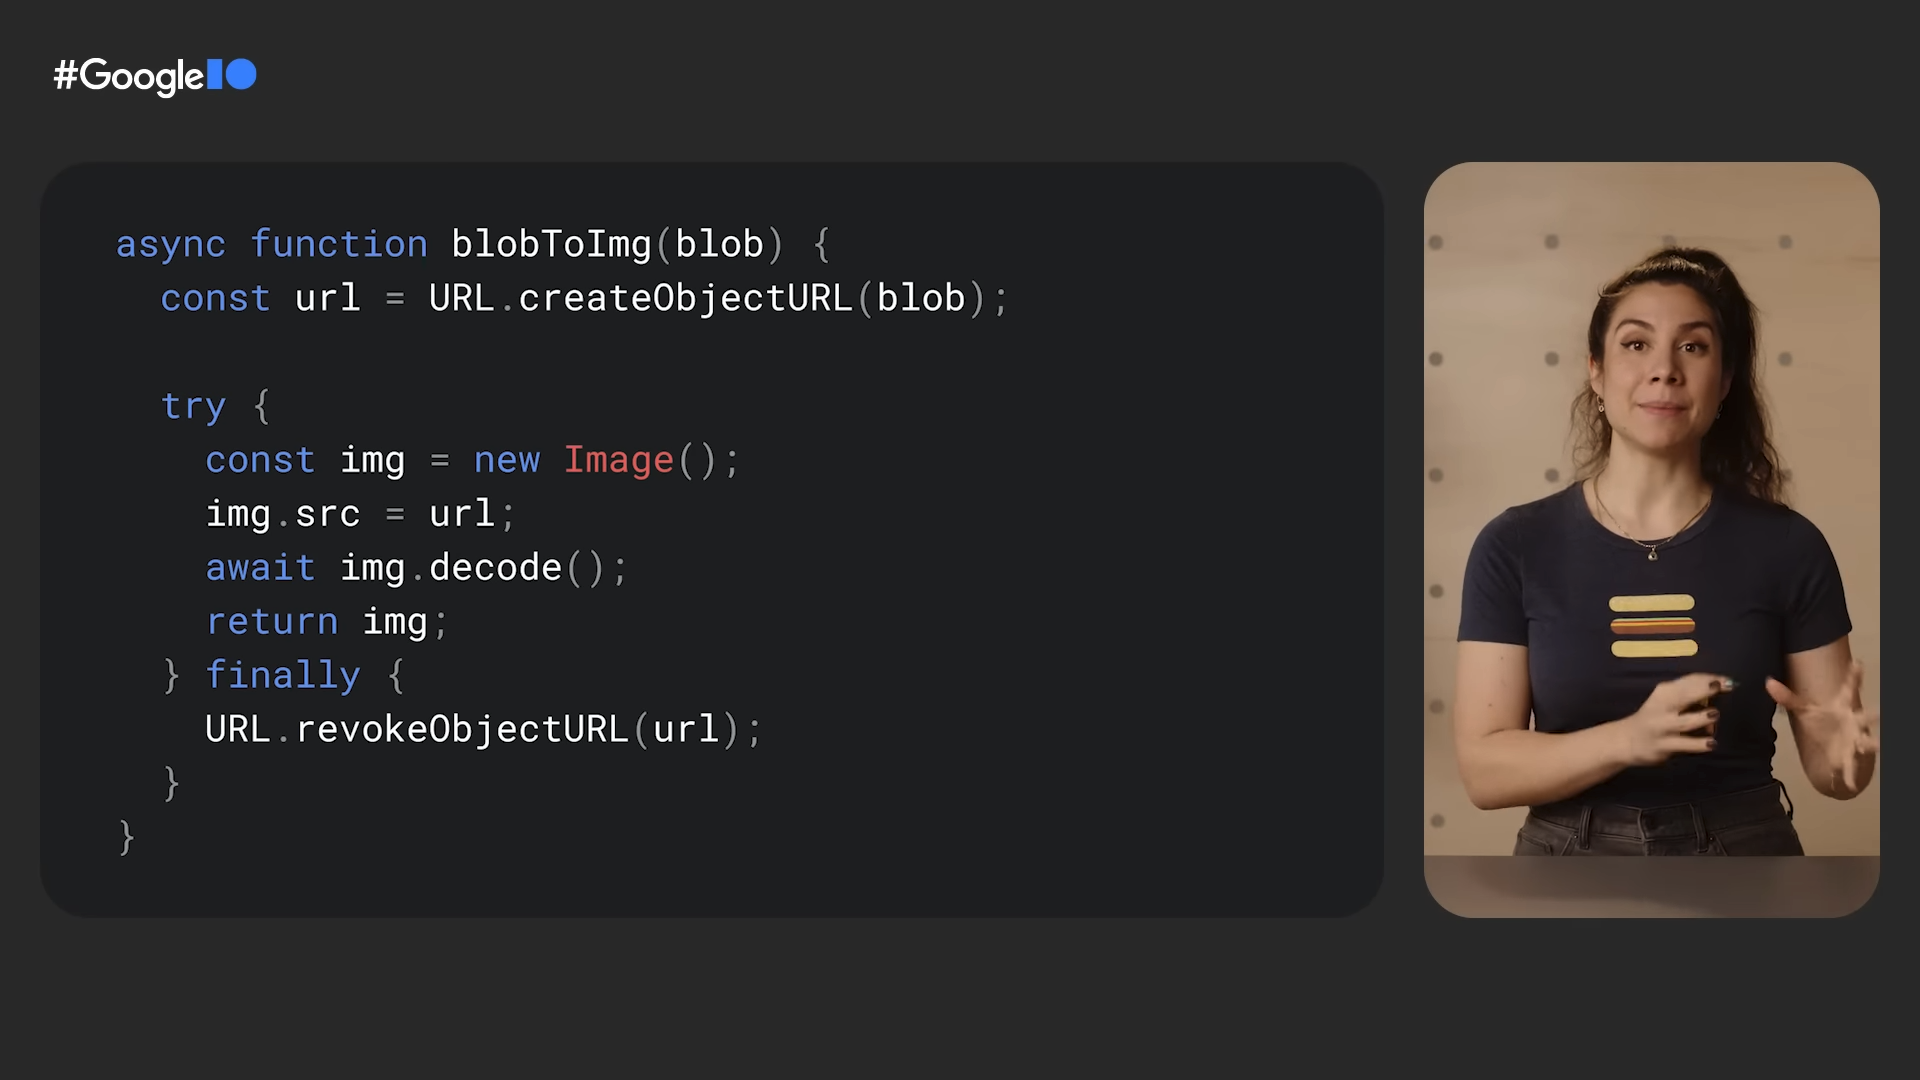 #GoogleIO
async function blobToImg(blob) {
  const url = URL.createObjectURL(blob);

  try {
    const img = new Image();
    img.src = url;
    await img.decode();
    return img;
  } finally {
    URL.revokeObjectURL(url);
  }
}